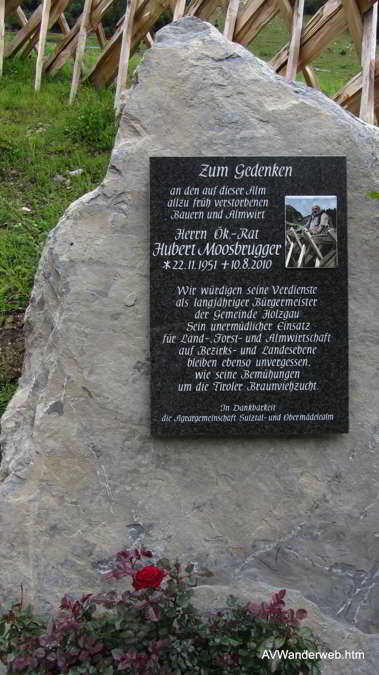 Zum Gedenken
an den auf dieser Alm
allzu früh verstorbenen
Bauern und Almwirt
Herrn Ök.-Rat
Hubert Moosbrugger
* 22.11.1951 + 10.8.2010
Wir würdigen seine Verdienste
als langjähriger Bürgermeister
der Gemeinde Holzgau
Sein unermüdlicher Einsatz
für Land-, Forst- und Almwirtschaft
auf Bezirks- und Landesebene
bleiben ebenso unvergessen,
wie seine Bemühungen
um die Tiroler Braunviehzucht.
In Dankbarkeit
die Agrargemeinschaft Sulztal- und Obermädelealm
AVWanderweb.htm